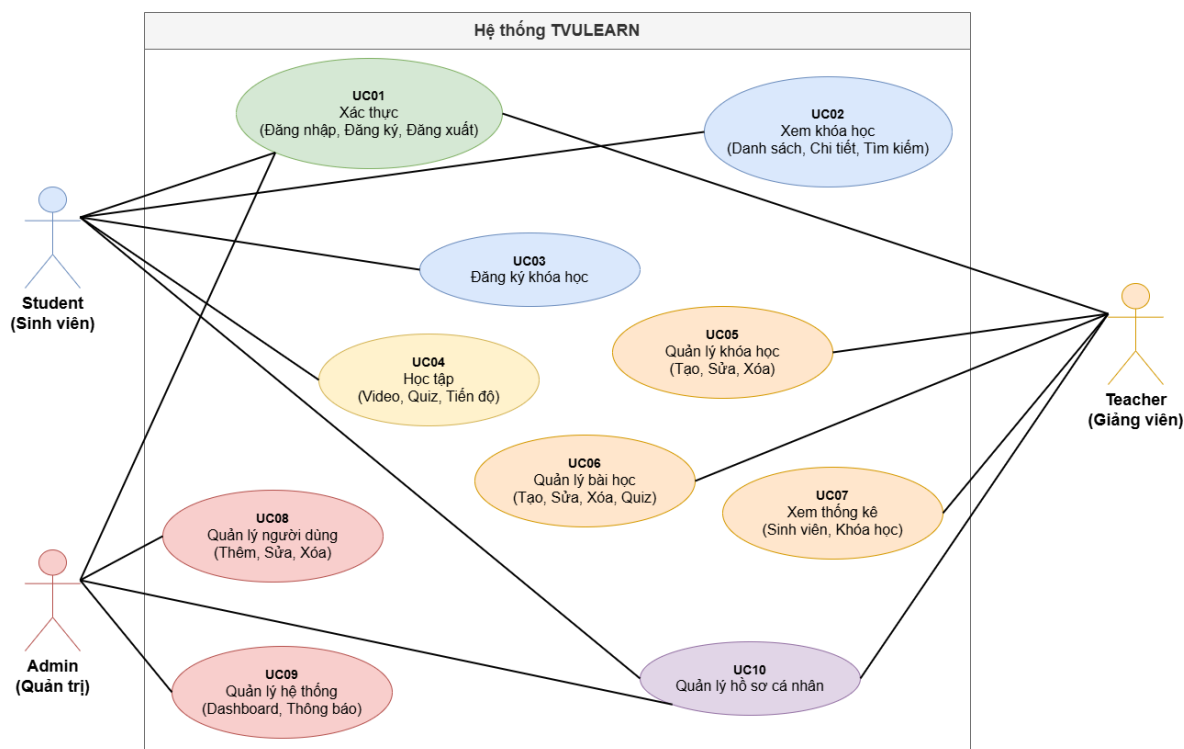 Hệ thống TVULEARN
UC01
Xác thực
(Đăng nhập, Đăng ký, Đăng xuất)
UC02
Xem khóa học
(Danh sách, Chi tiết, Tìm kiếm)
Student
(Sinh viên)
UC03
Đăng ký khóa học
UC04
Học tập
(Video, Quiz, Tiến độ)
UC05
Quản lý khóa học
(Tạo, Sửa, Xóa)
Teacher
(Giảng viên)
UC06
Quản lý bài học
(Tạo, Sửa, Xóa, Quiz)
UC07
Xem thống kê
(Sinh viên, Khóa học)
UC08
Quản lý người dùng
(Thêm, Sửa, Xóa)
Admin
(Quản trị)
UC09
Quản lý hệ thống
(Dashboard, Thông báo)
UC10
Quản lý hồ sơ cá nhân